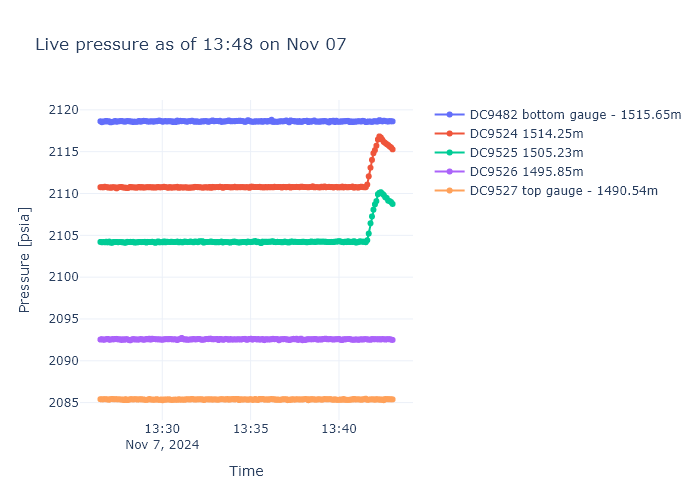 Live pressure as of 13:48 on Nov 07
2120
2115
2110
2105
2100
2095
2090
2085
Pressure [psia]
13:30
Nov 7, 2024
13:35
13:40
Time
DC9482 bottom gauge - 1515.65m
DC9524 1514.25m
DC9525 1505.23m
DC9526 1495.85m
DC9527 top gauge - 1490.54m